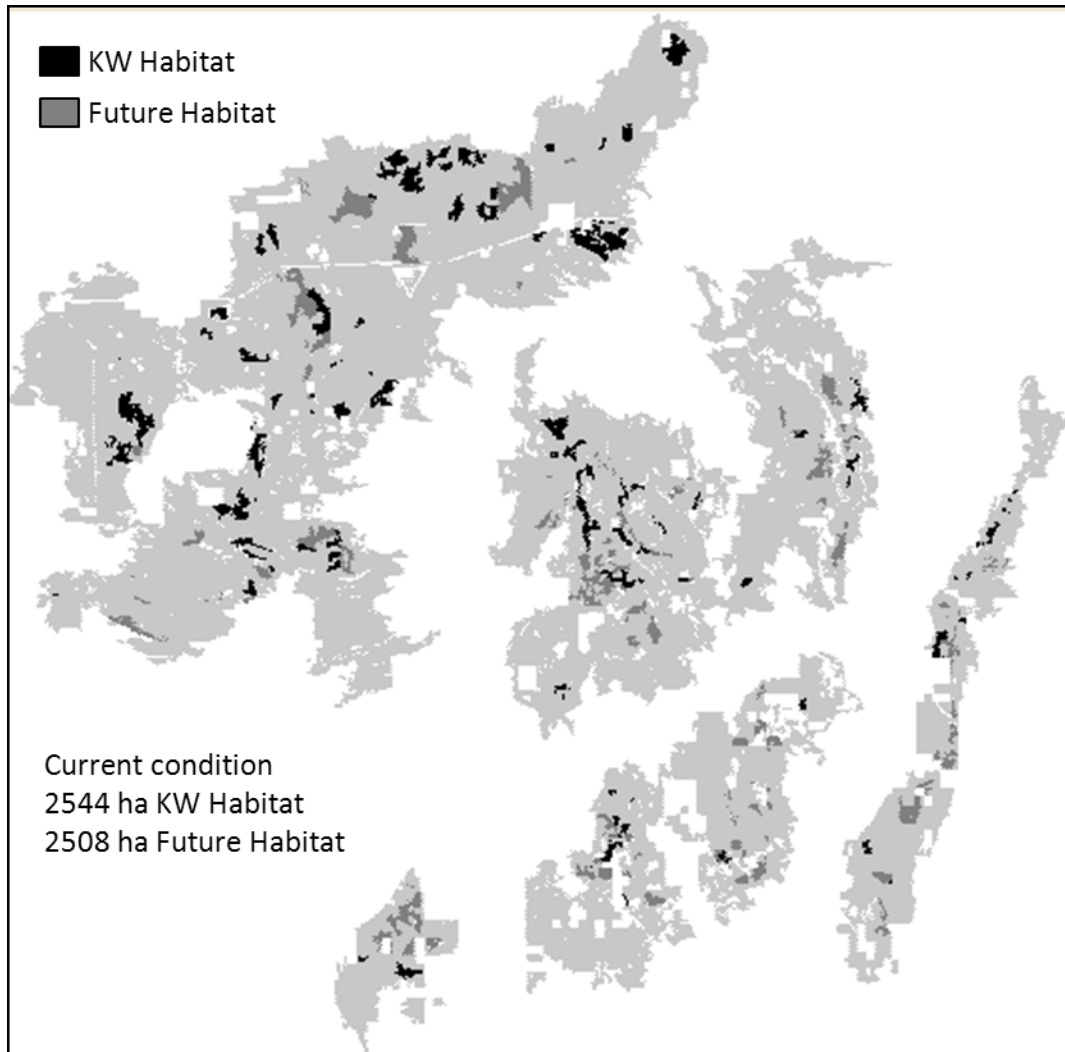 KW Habitat
Future Habitat
Current condition
2544 ha KW Habitat
2508 ha Future Habitat